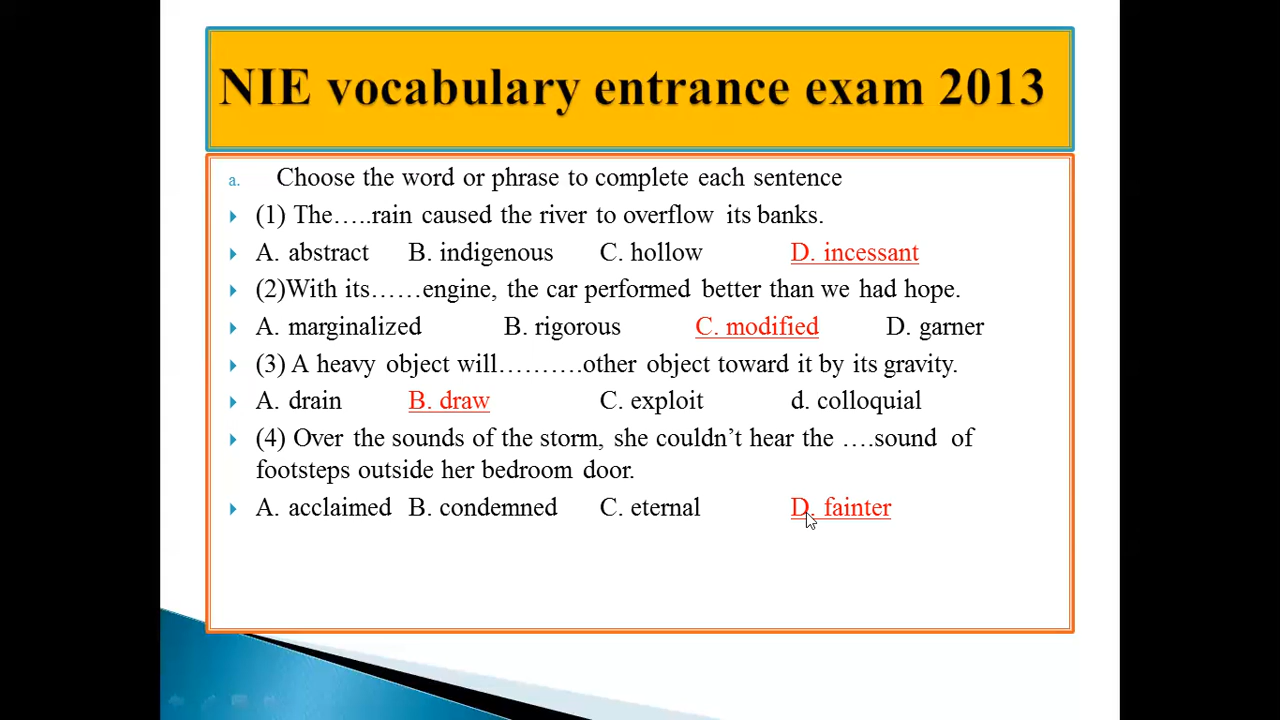 NIE vocabulary entrance exam 2013
a. Choose the word or phrase to complete each sentence
(1) The…..rain caused the river to overflow its banks.
A. abstract B. indigenous C. hollow D. incessant
(2)With its……engine, the car performed better than we had hope.
A. marginalized B. rigorous C. modified D. garner
(3) A heavy object will……….other object toward it by its gravity.
A. drain B. draw C. exploit d. colloquial
(4) Over the sounds of the storm, she couldn’t hear the ….sound of
footsteps outside her bedroom door.
A. acclaimed B. condemned C. eternal D. fainter